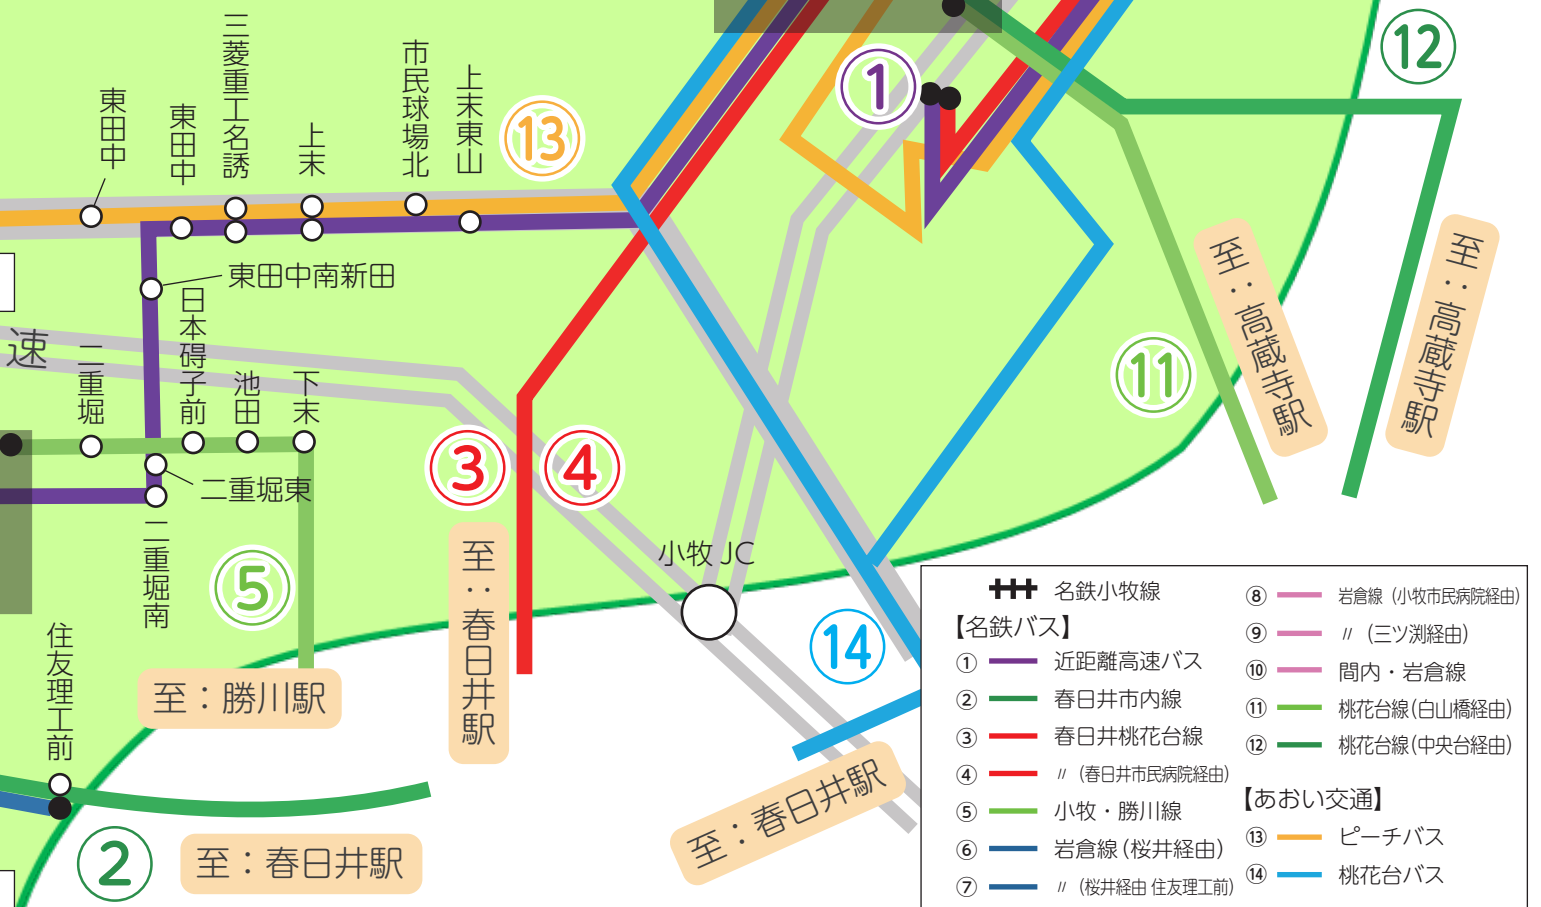 東田中
東田中
三菱重工名誘
上末
市民球場北
上末東山
⑬
①
⑫
東田中南新田
速
二重堀
日本碍子前
池田
下末
二重堀東
二重堀南
③
④
⑤
⑪
至：高蔵寺駅
至：高蔵寺駅
至：春日井駅
小牧 JC
⑭
至：勝川駅
住友理工前
②
至：春日井駅
至：春日井駅
名鉄小牧線
【名鉄バス】
① 近距離高速バス
② 春日井市内線
③ 春日井桃花台線
④ 〃（春日井市民病院経由）
⑤ 小牧・勝川線
⑥ 岩倉線（桜井経由）
⑦ 〃（桜井経由 住友理工前）
⑧ 岩倉線（小牧市民病院経由）
⑨ 〃（三ツ渕経由）
⑩ 間内・岩倉線
⑪ 桃花台線（白山橋経由）
⑫ 桃花台線（中央台経由）
【あおい交通】
⑬ ピーチバス
⑭ 桃花台バス